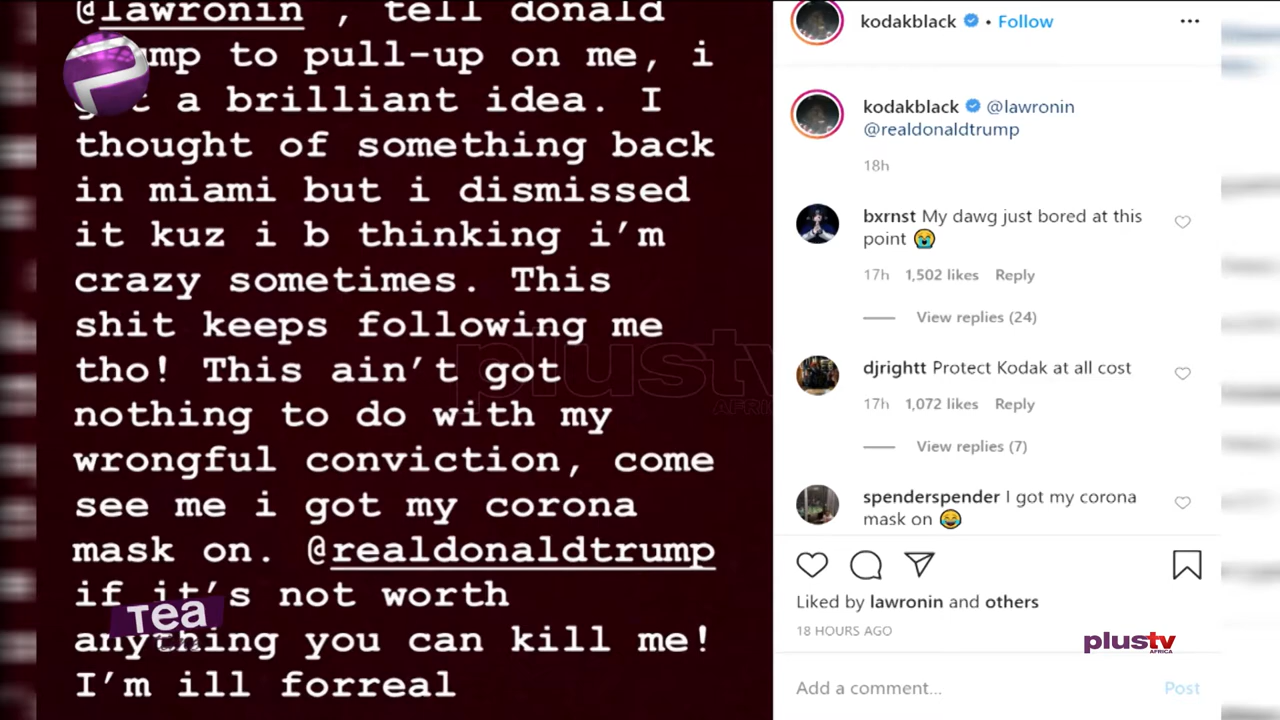 @lawronin , tell donald
to pull-up on me, i
a brilliant idea. I
thought of something back
in miami but i dismissed
it kuz i b thinking i'm
crazy sometimes. This
shit keeps following me
tho! This ain't got
nothing to do with my
wrongful conviction, come
see me i got my corona
mask on. @realdonaldtrump
if it's not worth
anything you can kill me!
I'm ill forreal
Tea
plustv
AFRICA
kodakblack • Follow
kodakblack @lawronin
@realdonaldtrump
18h
bxrnst My dawg just bored at this
point 😭
17h 1,502 likes Reply
View replies (24)
djrightt Protect Kodak at all cost
17h 1,072 likes Reply
View replies (7)
spenderspender I got my corona
mask on 😂
Liked by lawronin and others
18 HOURS AGO
plustv
AFRICA
Add a comment... Post